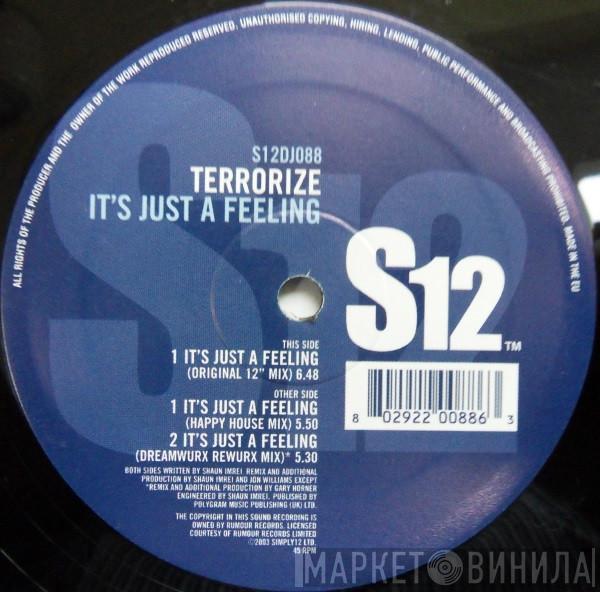 ALL RIGHTS OF THE PRODUCER AND THE OWNER OF THE WORK REPRODUCED RESERVED. UNAUTHORISED COPYING, HIRING, LENDING, PUBLIC PERFORMANCE AND BROADCASTING PROHIBITED. MADE IN THE EU
S12
S12DJ088
TERRORIZE
IT'S JUST A FEELING
S12 TM
THIS SIDE
1 IT'S JUST A FEELING
(ORIGINAL 12" MIX) 6.48
OTHER SIDE
1 IT'S JUST A FEELING
(HAPPY HOUSE MIX) 5.50
2 IT'S JUST A FEELING
(DREAMWURX REWURX MIX)* 5.30
8 02922 00886 3
BOTH SIDES WRITTEN BY SHAUN IMREI. REMIX AND ADDITIONAL
PRODUCTION BY SHAUN IMREI AND JON WILLIAMS EXCEPT
*REMIX AND ADDITIONAL PRODUCTION BY GARY HORNER
ENGINEERED BY SHAUN IMREI. PUBLISHED BY
POLYGRAM MUSIC PUBLISHING (UK) LTD.
THE COPYRIGHT IN THIS SOUND RECORDING IS
OWNED BY RUMOUR RECORDS. LICENSED
COURTESY OF RUMOUR RECORDS LIMITED
©2003 SIMPLY12 LTD.
45 RPM
МАРКЕТ ВИНИЛА